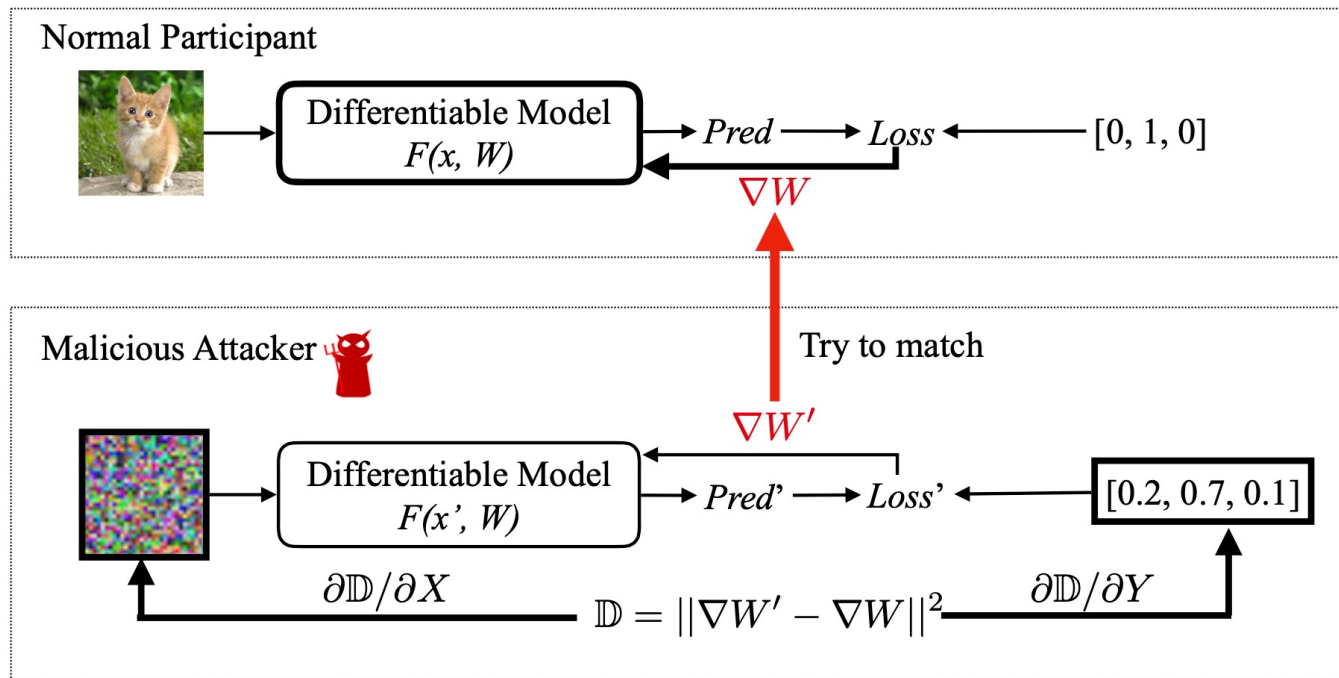 Normal Participant
Differentiable Model
F(x, W)
Pred
Loss
[0, 1, 0]
∇W
Try to match
Malicious Attacker
∇W′
Differentiable Model
F(x’, W)
Pred’
Loss’
[0.2, 0.7, 0.1]
∂𝔻/∂X
𝔻 = ||∇W′ − ∇W||²
∂𝔻/∂Y